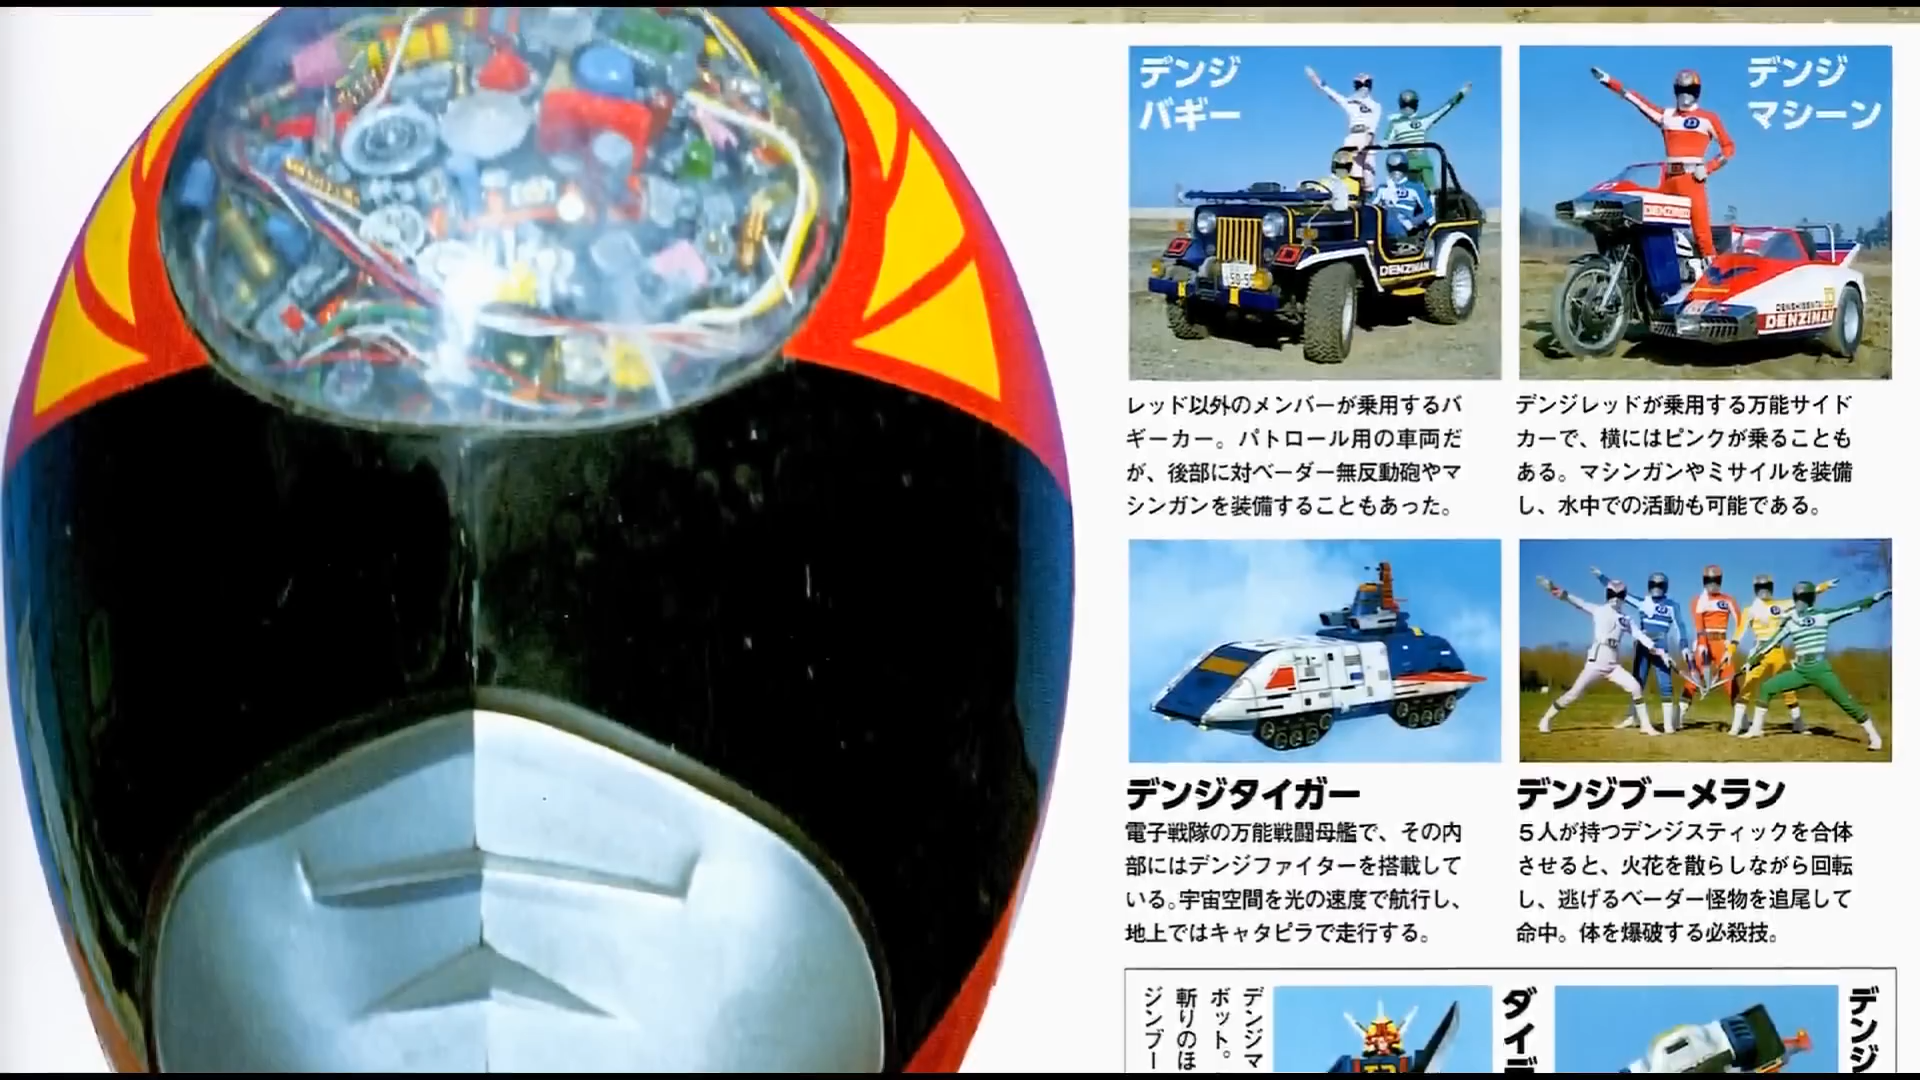 デンジ
バギー
デンジ
マシーン
DENZIMAN
DENZIMAN
レッド以外のメンバーが乗用するバ
ギーカー。パトロール用の車両だ
が、後部に対ベーダー無反動砲やマ
シンガンを装備することもあった。
デンジレッドが乗用する万能サイド
カーで、横にはピンクが乗ることも
ある。マシンガンやミサイルを装備
し、水中での活動も可能である。
デンジタイガー
電子戦隊の万能戦闘母艦で、その内
部にはデンジファイターを搭載して
いる。宇宙空間を光の速度で航行し、
地上ではキャタピラで走行する。
デンジブーメラン
5人が持つデンジスティックを合体
させると、火花を散らしながら回転
し、逃げるベーダー怪物を追尾して
命中。体を爆破する必殺技。
デンジマ
ボット。
斬りのほ
ジンブー
ダイデ
デンジ